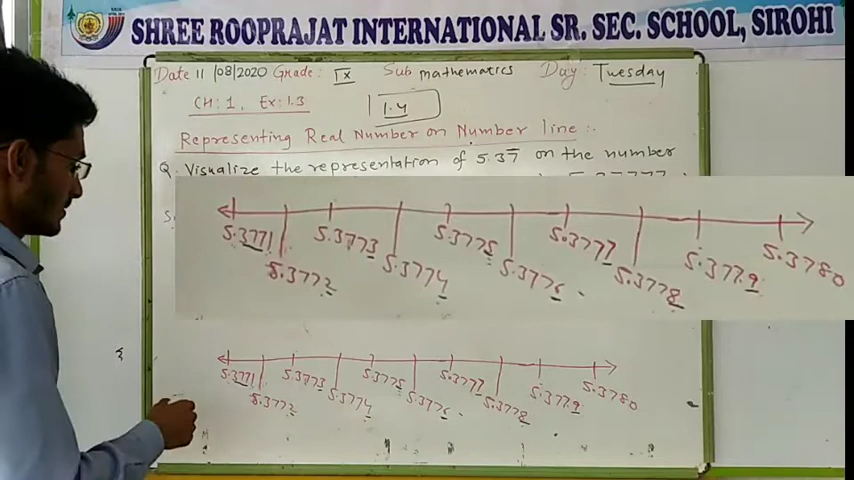 SHREE ROOPRAJAT INTERNATIONAL SR. SEC. SCHOOL, SIROHI
Date 11/08/2020 Grade: IX Sub mathematics Day: Tuesday
CH: 1, Ex: 1.3 1.4
Representing Real Number on Number line :-
Q. Visualize the representation of 5.37̅ on the number
5.3771 5.3773 5.3775 5.3777 5.3779 5.3780
5.3772 5.3774 5.3776 5.3778
5.3771 5.3773 5.3775 5.3777 5.3779 5.3780
5.3772 5.3774 5.3776 5.3778